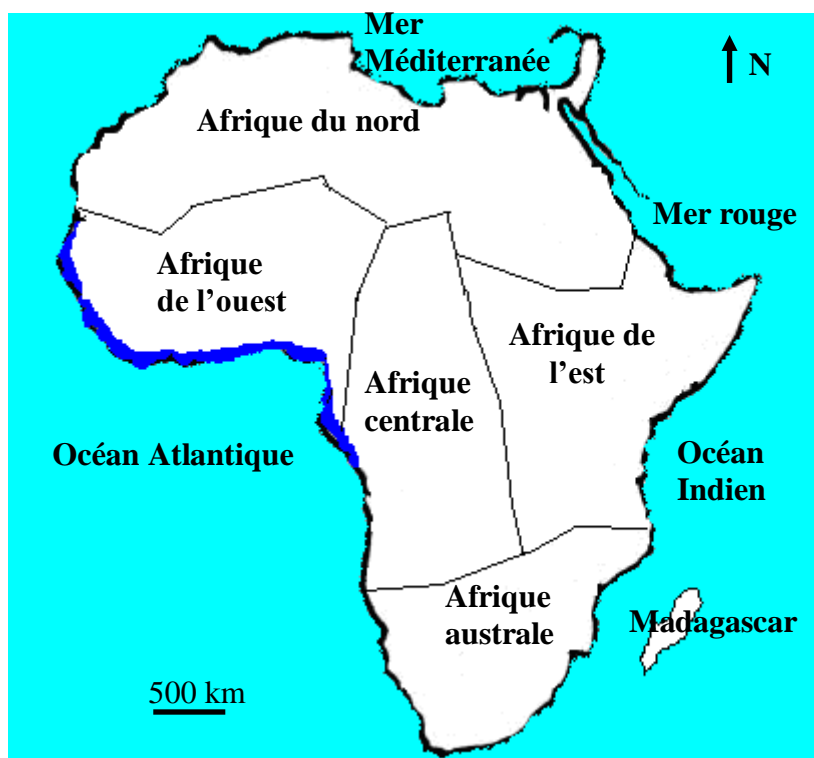 Mer
Méditerranée
N
Afrique du nord
Mer rouge
Afrique
de l’ouest
Afrique de
l’est
Afrique
centrale
Océan Atlantique
Océan
Indien
Afrique
australe
Madagascar
500 km